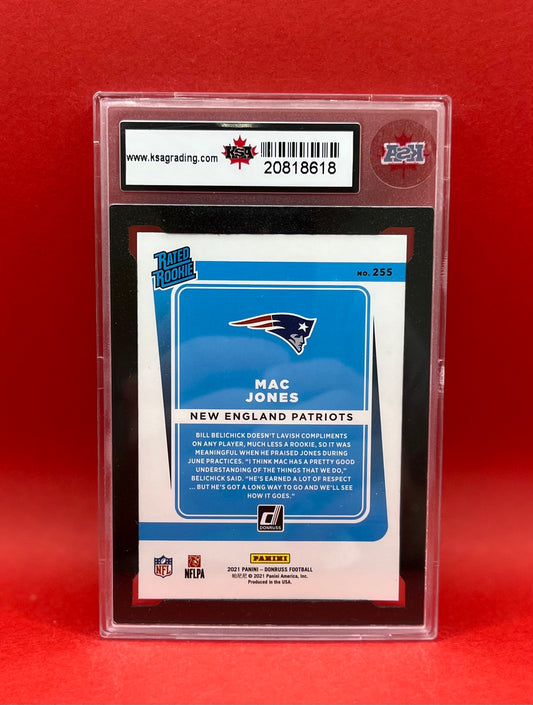 www.ksagrading.com
KSA
20818618
KSA
RATED
ROOKIE
NO. 255
MAC
JONES
NEW ENGLAND PATRIOTS
BILL BELICHICK DOESN'T LAVISH COMPLIMENTS
ON ANY PLAYER, MUCH LESS A ROOKIE, SO IT WAS
MEANINGFUL WHEN HE PRAISED JONES DURING
JUNE PRACTICES. "I THINK MAC HAS A PRETTY GOOD
UNDERSTANDING OF THE THINGS THAT WE DO,"
BELICHICK SAID. "HE'S EARNED A LOT OF RESPECT
... BUT HE'S GOT A LONG WAY TO GO AND WE'LL SEE
HOW IT GOES."
DONRUSS
NFL
NFLPA
PANINI
2021 PANINI – DONRUSS FOOTBALL
帕尼尼 © 2021 Panini America, Inc.
Produced in the USA.